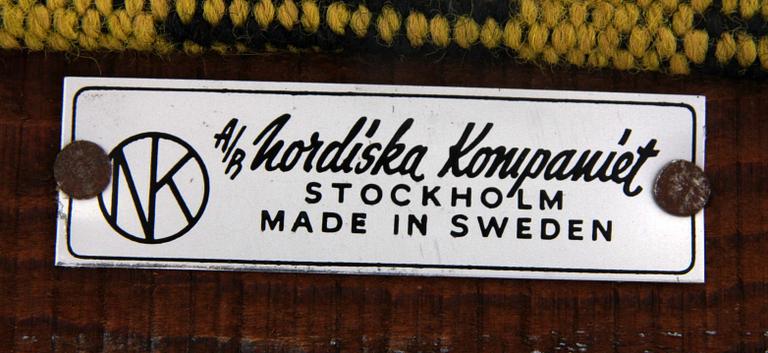 NK
A/B Nordiska Kompaniet
STOCKHOLM
MADE IN SWEDEN